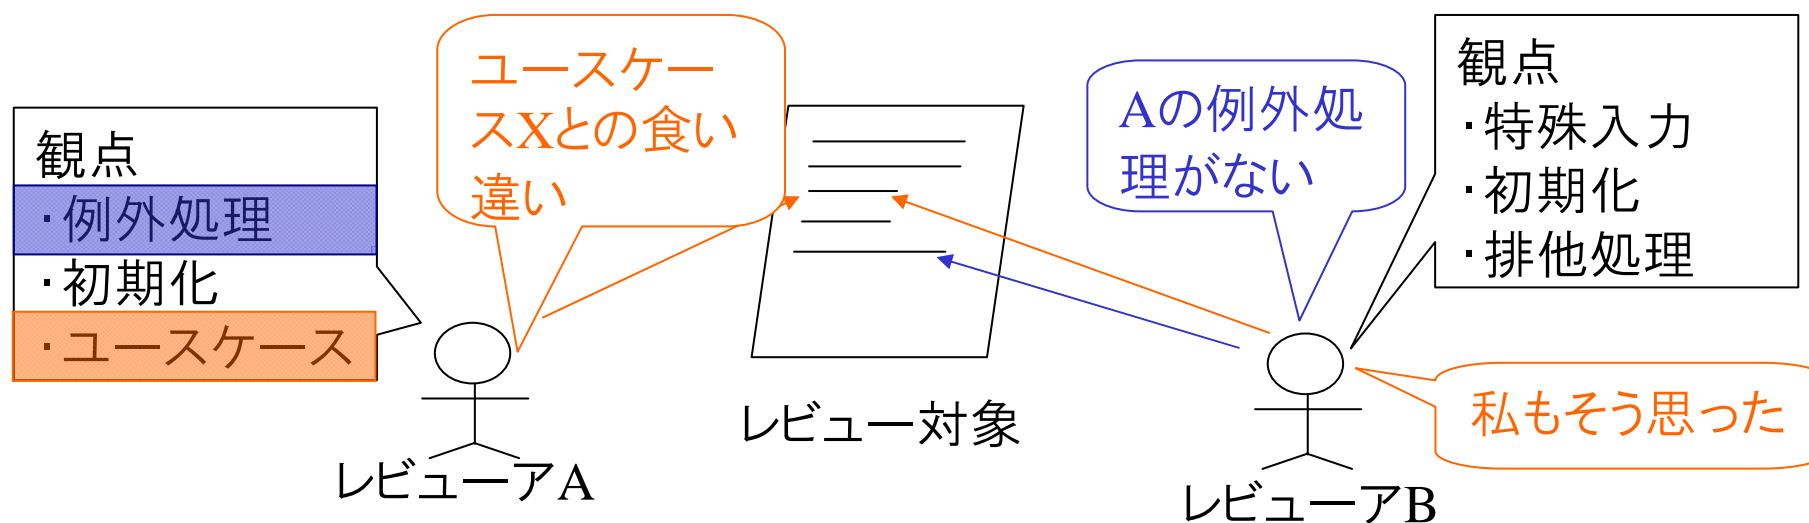 観点
・例外処理
・初期化
・ユースケース
ユースケー
スXとの食い
違い
レビューアA
レビュー対象
Aの例外処
理がない
観点
・特殊入力
・初期化
・排他処理
私もそう思った
レビューアB